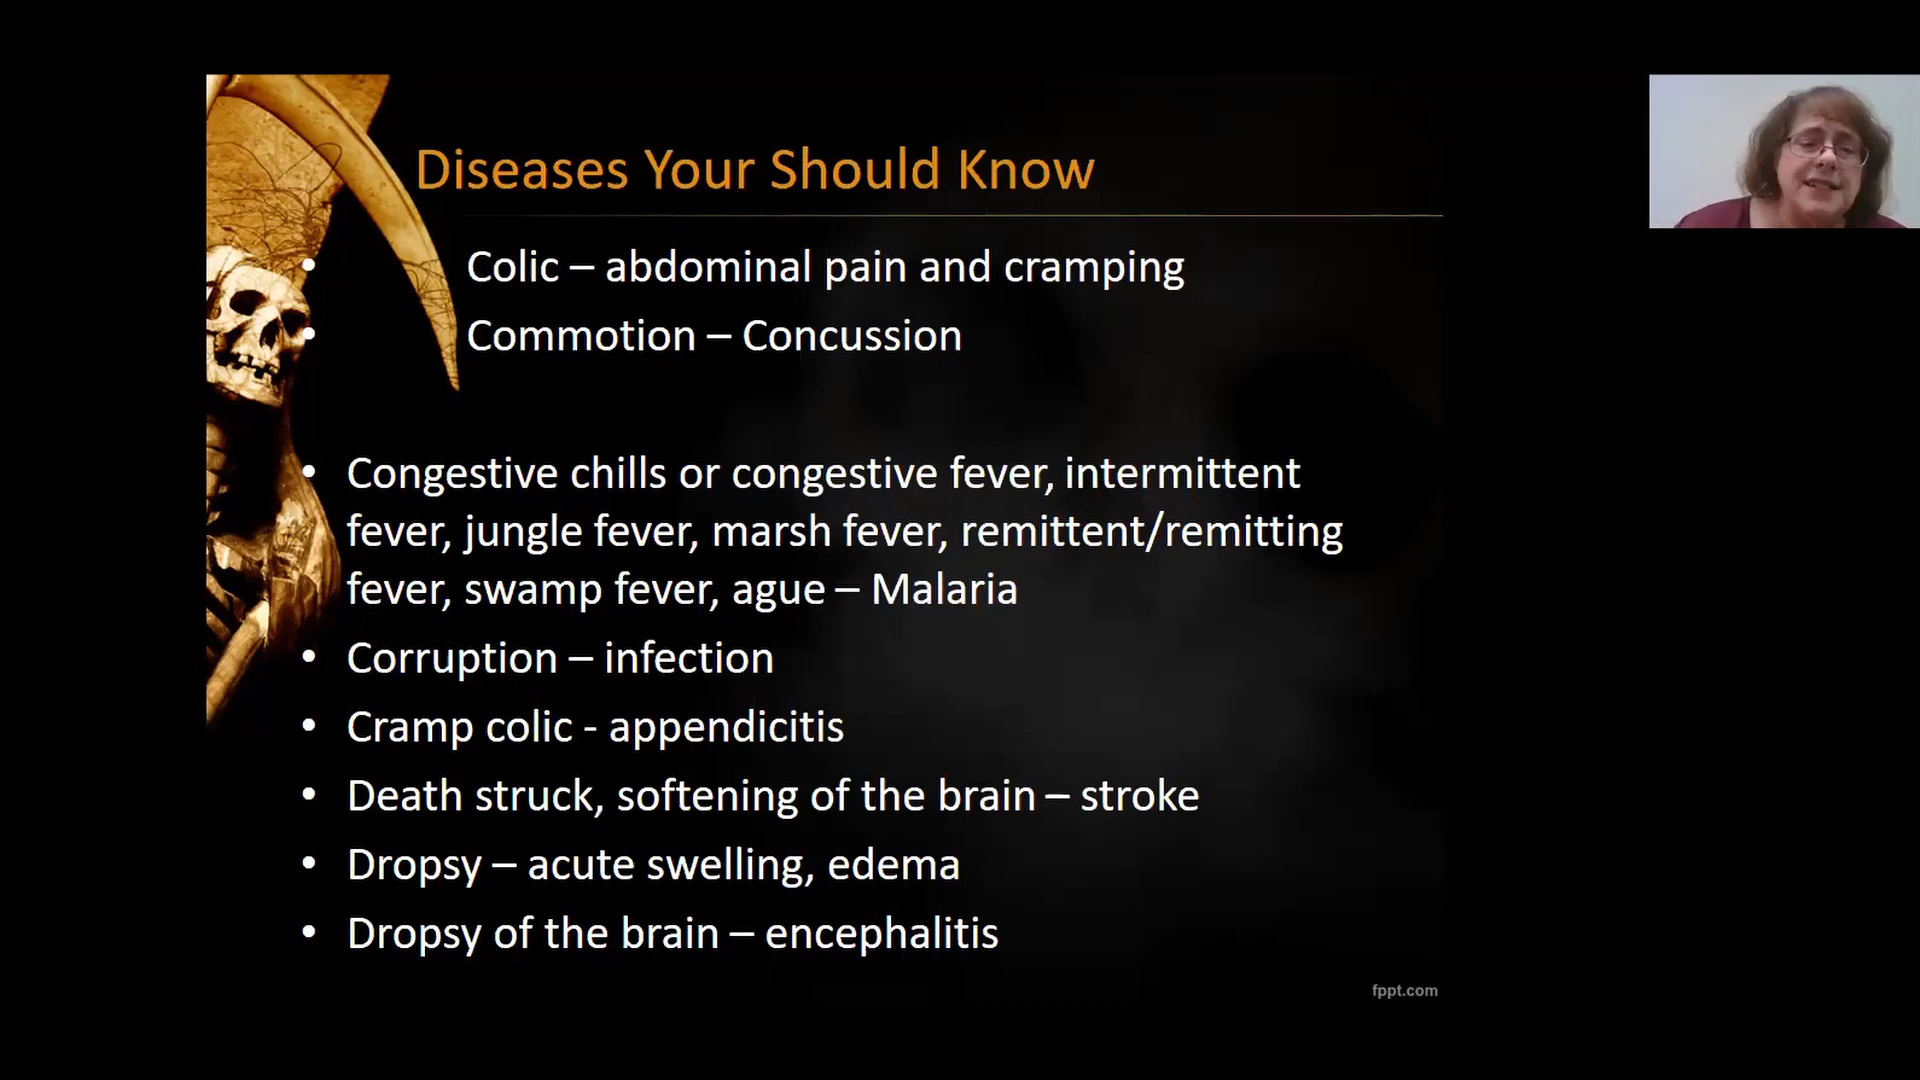 Diseases Your Should Know
• Colic – abdominal pain and cramping
• Commotion – Concussion
• Congestive chills or congestive fever, intermittent
fever, jungle fever, marsh fever, remittent/remitting
fever, swamp fever, ague – Malaria
• Corruption – infection
• Cramp colic - appendicitis
• Death struck, softening of the brain – stroke
• Dropsy – acute swelling, edema
• Dropsy of the brain – encephalitis
fppt.com